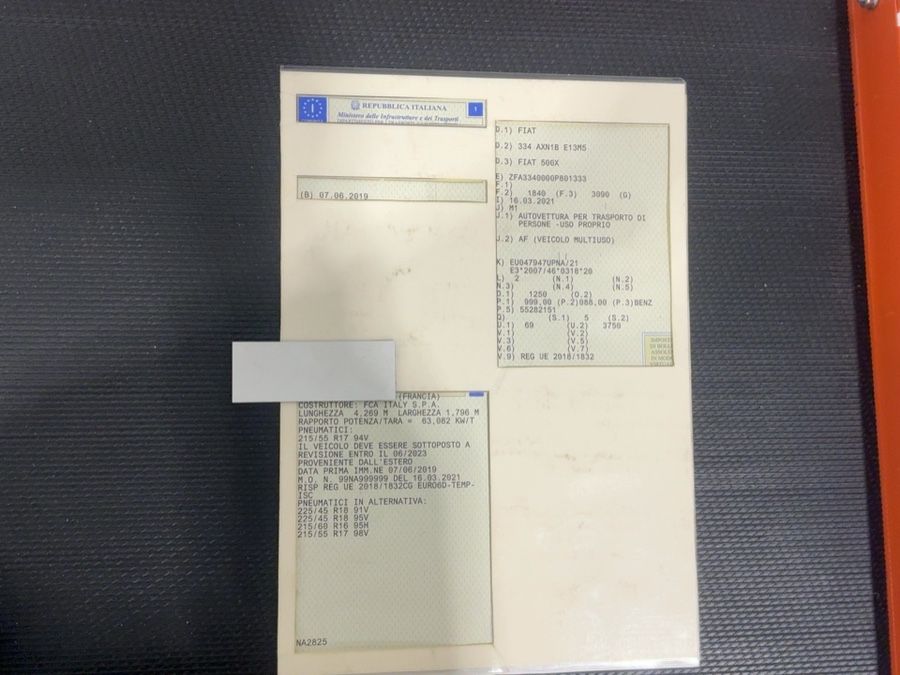 I
REPUBBLICA ITALIANA
Ministero delle Infrastrutture e dei Trasporti
1
(B) 07.06.2019
D.1) FIAT
D.2) 334 AXN1B E13M5
D.3) FIAT 500X
E) ZFA3340000P801333
F.1)
F.2) 1840 (F.3) 3090 (G)
I) 16.03.2021
J) M1
J.1) AUTOVETTURA PER TRASPORTO DI
PERSONE -USO PROPRIO
J.2) AF (VEICOLO MULTIUSO)
K) EU047947UPNA/21
E3*2007/46*0318*20
L) 2 (N.1) (N.2)
N.3) (N.4) (N.5)
O.1) 1250 (O.2)
P.1) 999,00 (P.2)088,00 (P.3)BENZ
P.5) 55282151
Q) (S.1) 5 (S.2)
U.1) 69 (U.2) 3750
V.1) (V.2)
V.3) (V.5)
V.6) (V.7)
V.9) REG UE 2018/1832
(FRANCIA)
COSTRUTTORE: FCA ITALY S.P.A.
LUNGHEZZA 4,269 M LARGHEZZA 1,796 M
RAPPORTO POTENZA/TARA = 63,082 KW/T
PNEUMATICI:
215/55 R17 94V
IL VEICOLO DEVE ESSERE SOTTOPOSTO A
REVISIONE ENTRO IL 06/2023
PROVENIENTE DALL'ESTERO
DATA PRIMA IMM.NE 07/06/2019
M.O. N. 99NA999999 DEL 16.03.2021
RISP REG UE 2018/1832CG EURO6D-TEMP-
ISC
PNEUMATICI IN ALTERNATIVA:
225/45 R18 91V
225/45 R18 95V
215/60 R16 95H
215/55 R17 98V
NA2825